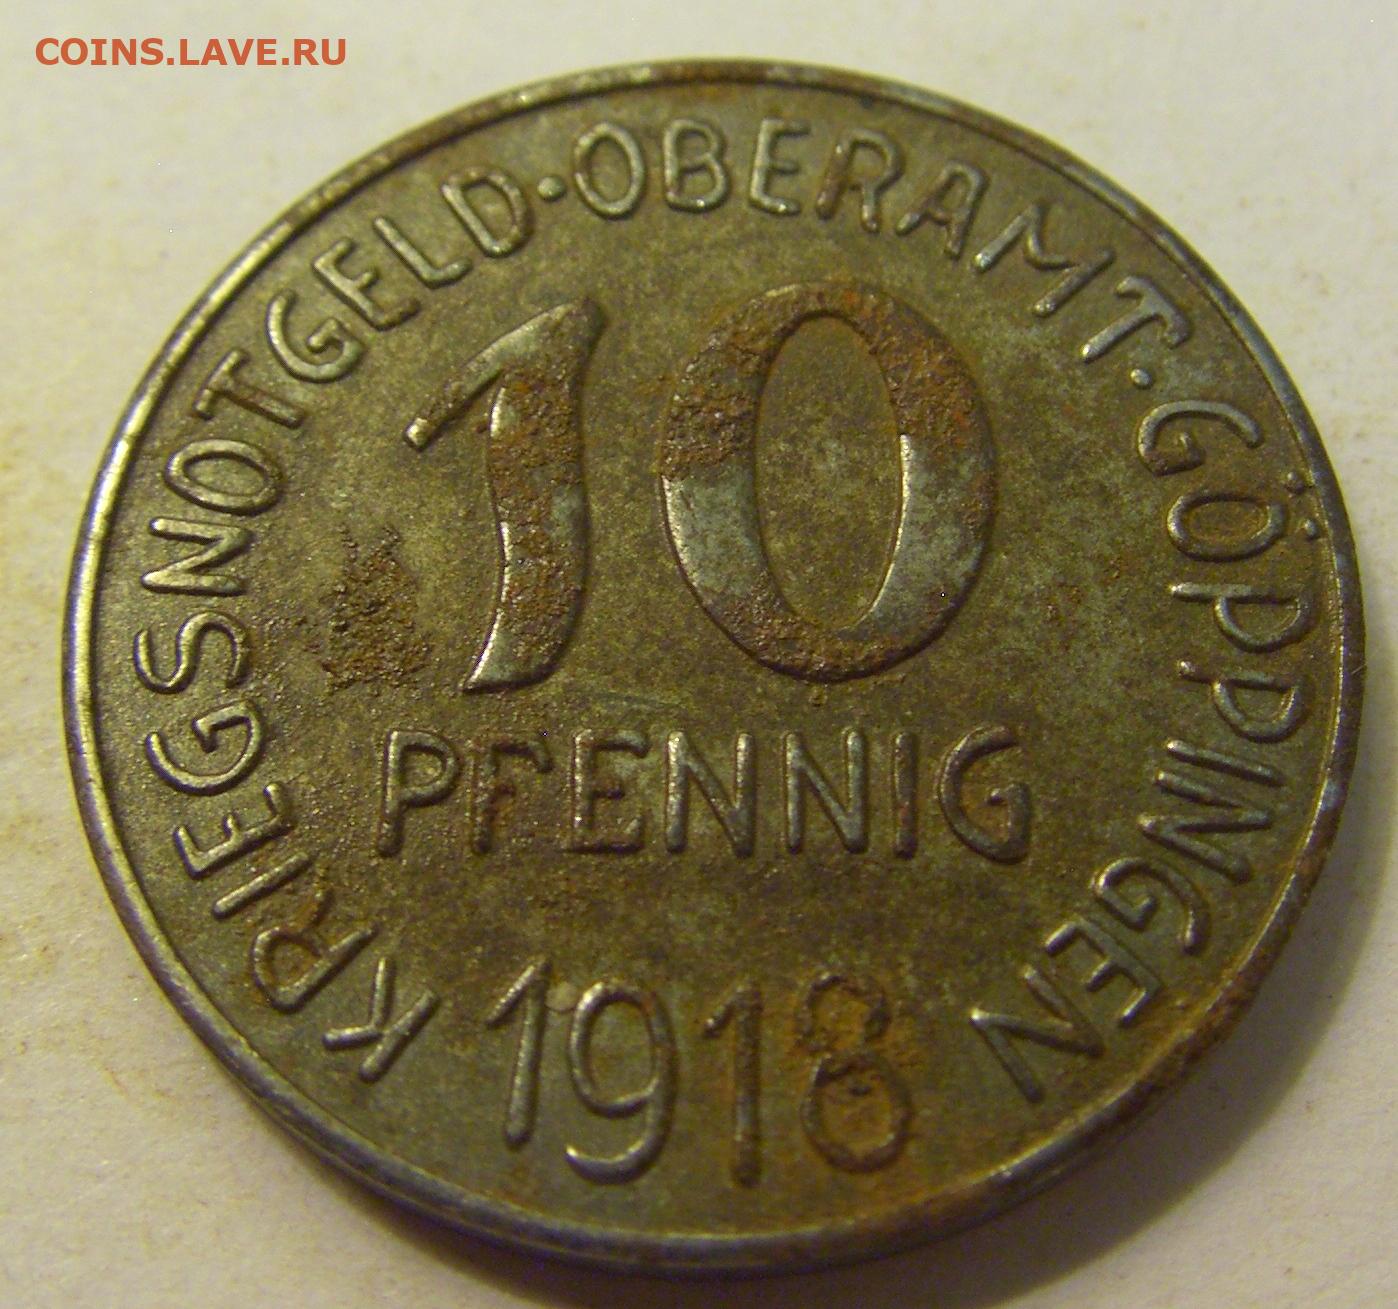 COINS.LAVE.RU
KRIEGSNOTGELD·OBERAMT·GÖPPINGEN
10
PFENNIG
1918